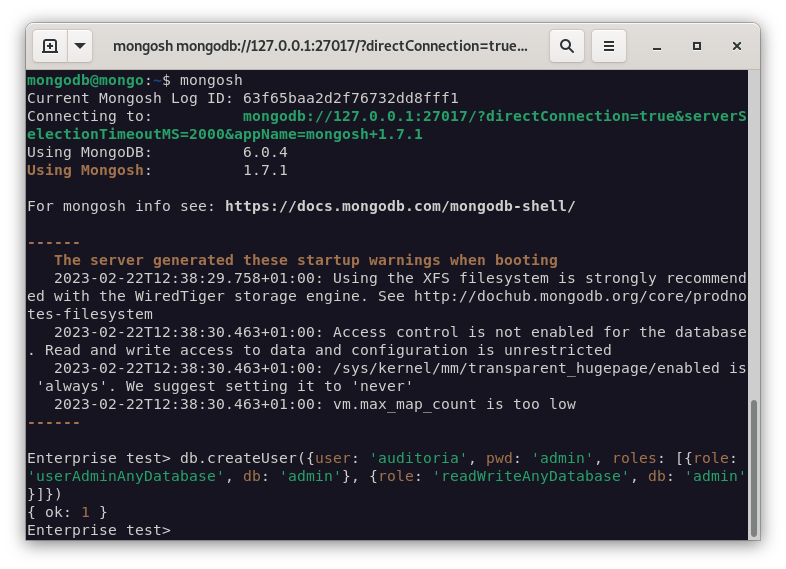 mongosh mongodb://127.0.0.1:27017/?directConnection=true...
mongodb@mongo:~$ mongosh
Current Mongosh Log ID: 63f65baa2d2f76732dd8fff1
Connecting to:          mongodb://127.0.0.1:27017/?directConnection=true&serverS
electionTimeoutMS=2000&appName=mongosh+1.7.1
Using MongoDB:          6.0.4
Using Mongosh:          1.7.1
For mongosh info see: https://docs.mongodb.com/mongodb-shell/
------
   The server generated these startup warnings when booting
   2023-02-22T12:38:29.758+01:00: Using the XFS filesystem is strongly recommend
ed with the WiredTiger storage engine. See http://dochub.mongodb.org/core/prodno
tes-filesystem
   2023-02-22T12:38:30.463+01:00: Access control is not enabled for the database
. Read and write access to data and configuration is unrestricted
   2023-02-22T12:38:30.463+01:00: /sys/kernel/mm/transparent_hugepage/enabled is
 'always'. We suggest setting it to 'never'
   2023-02-22T12:38:30.463+01:00: vm.max_map_count is too low
------
Enterprise test> db.createUser({user: 'auditoria', pwd: 'admin', roles: [{role:
'userAdminAnyDatabase', db: 'admin'}, {role: 'readWriteAnyDatabase', db: 'admin'
}]})
{ ok: 1 }
Enterprise test>